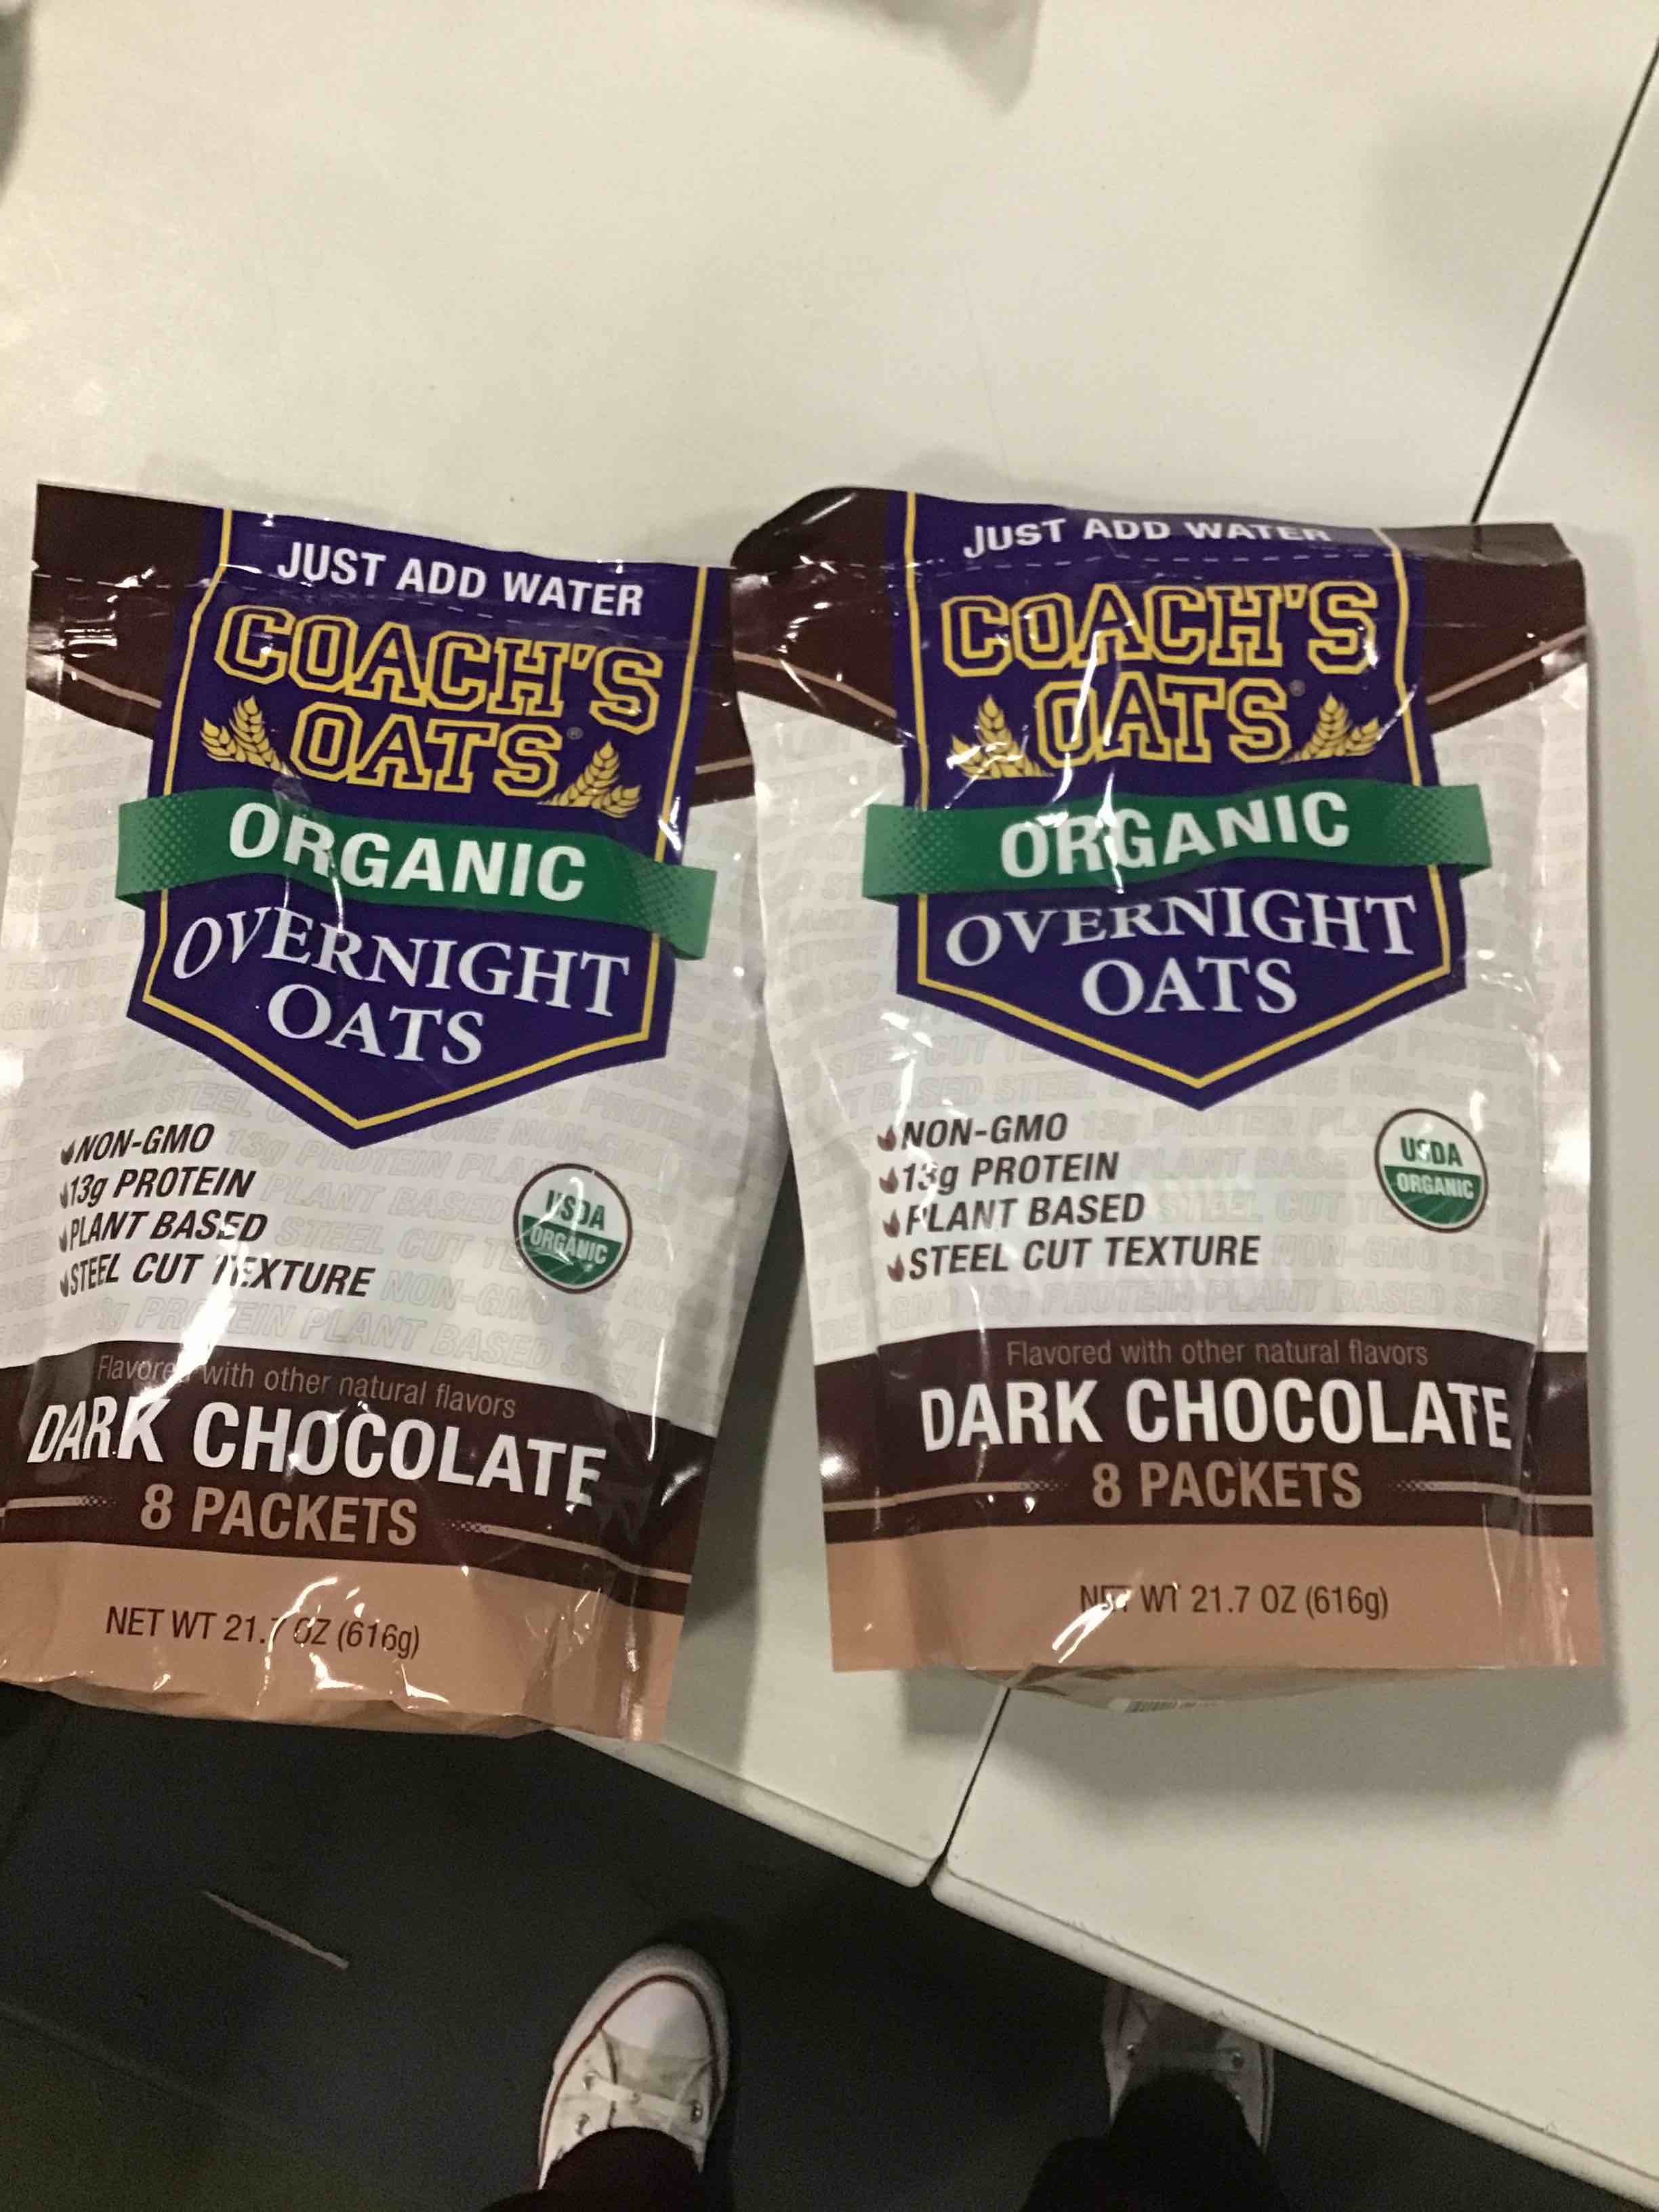 JUST ADD WATER
COACH'S
OATS®
ORGANIC
OVERNIGHT
OATS
NON-GMO
13g PROTEIN
PLANT BASED
STEEL CUT TEXTURE
USDA
ORGANIC
Flavored with other natural flavors
DARK CHOCOLATE
8 PACKETS
NET WT 21.7 OZ (616g)
JUST ADD WATER
COACH'S
OATS®
ORGANIC
OVERNIGHT
OATS
NON-GMO
13g PROTEIN
PLANT BASED
STEEL CUT TEXTURE
USDA
ORGANIC
Flavored with other natural flavors
DARK CHOCOLATE
8 PACKETS
NET WT 21.7 OZ (616g)